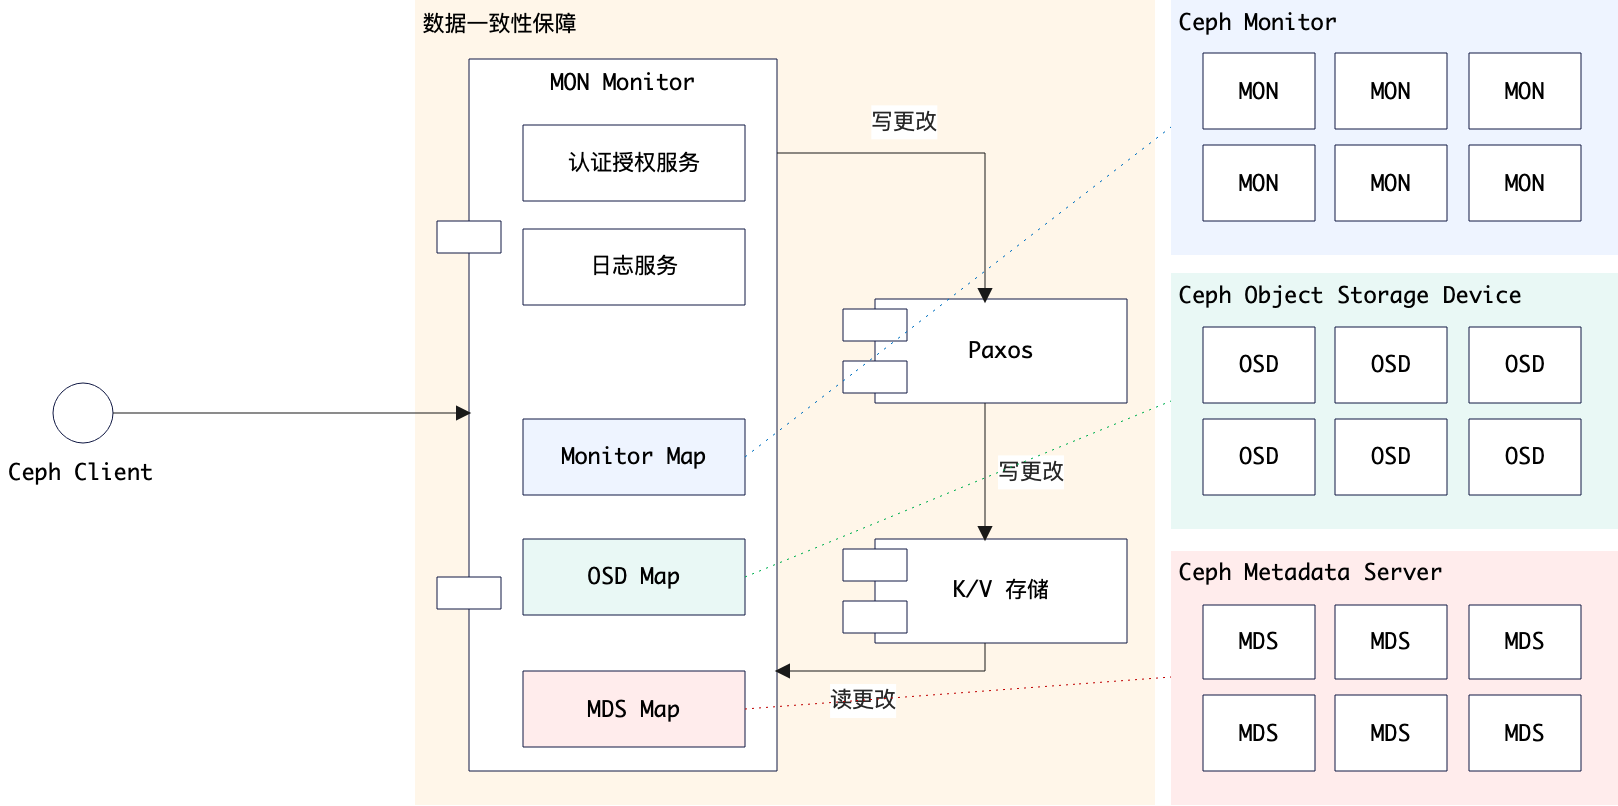 数据一致性保障
MON Monitor
认证授权服务
日志服务
Monitor Map
OSD Map
MDS Map
Ceph Client
写更改
Paxos
写更改
K/V 存储
读更改
Ceph Monitor
MON
MON
MON
MON
MON
MON
Ceph Object Storage Device
OSD
OSD
OSD
OSD
OSD
OSD
Ceph Metadata Server
MDS
MDS
MDS
MDS
MDS
MDS